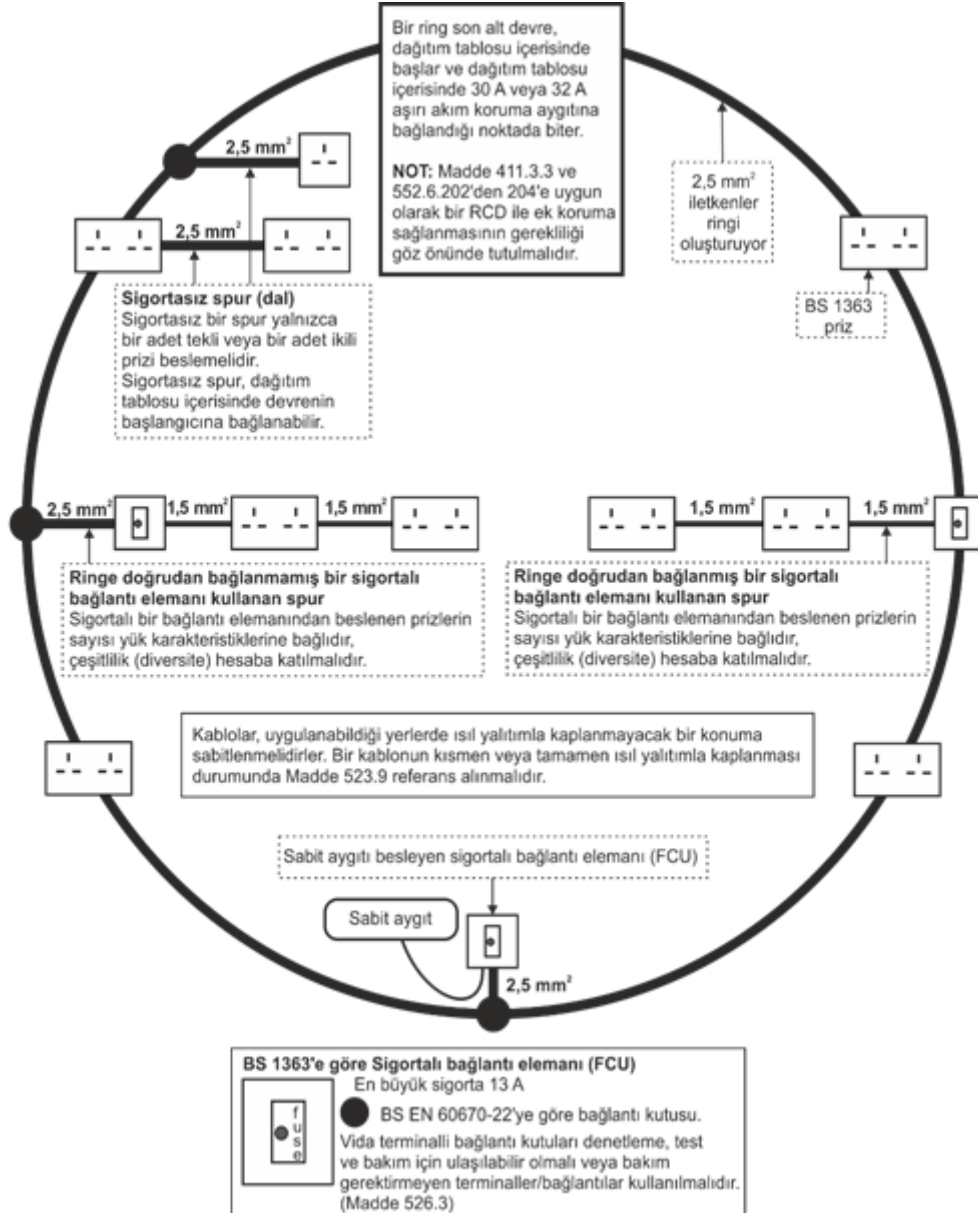 Bir ring son alt devre,
dağıtım tablosu içerisinde
başlar ve dağıtım tablosu
içerisinde 30 A veya 32 A
aşırı akım koruma aygıtına
bağlandığı noktada biter.
NOT: Madde 411.3.3 ve
552.6.202'den 204'e uygun
olarak bir RCD ile ek koruma
sağlanmasının gerekliliği
göz önünde tutulmalıdır.
2,5 mm²
2,5 mm²
2,5 mm²
iletkenler
ringi
oluşturuyor
BS 1363
priz
Sigortasız spur (dal)
Sigortasız bir spur yalnızca
bir adet tekli veya bir adet ikili
prizi beslemelidir.
Sigortasız spur, dağıtım
tablosu içerisinde devrenin
başlangıcına bağlanabilir.
2,5 mm² 1,5 mm² 1,5 mm²
1,5 mm² 1,5 mm²
Ringe doğrudan bağlanmamış bir sigortalı
bağlantı elemanı kullanan spur
Sigortalı bir bağlantı elemanından beslenen prizlerin
sayısı yük karakteristiklerine bağlıdır,
çeşitlilik (diversite) hesaba katılmalıdır.
Ringe doğrudan bağlanmış bir sigortalı
bağlantı elemanı kullanan spur
Sigortalı bir bağlantı elemanından beslenen prizlerin
sayısı yük karakteristiklerine bağlıdır,
çeşitlilik (diversite) hesaba katılmalıdır.
Kablolar, uygulanabildiği yerlerde ısıl yalıtımla kaplanmayacak bir konuma
sabitlenmelidirler. Bir kablonun kısmen veya tamamen ısıl yalıtımla kaplanması
durumunda Madde 523.9 referans alınmalıdır.
Sabit aygıtı besleyen sigortalı bağlantı elemanı (FCU)
Sabit aygıt
2,5 mm²
BS 1363'e göre Sigortalı bağlantı elemanı (FCU)
En büyük sigorta 13 A
fuse
BS EN 60670-22'ye göre bağlantı kutusu.
Vida terminalli bağlantı kutuları denetleme, test
ve bakım için ulaşılabilir olmalı veya bakım
gerektirmeyen terminaller/bağlantılar kullanılmalıdır.
(Madde 526.3)